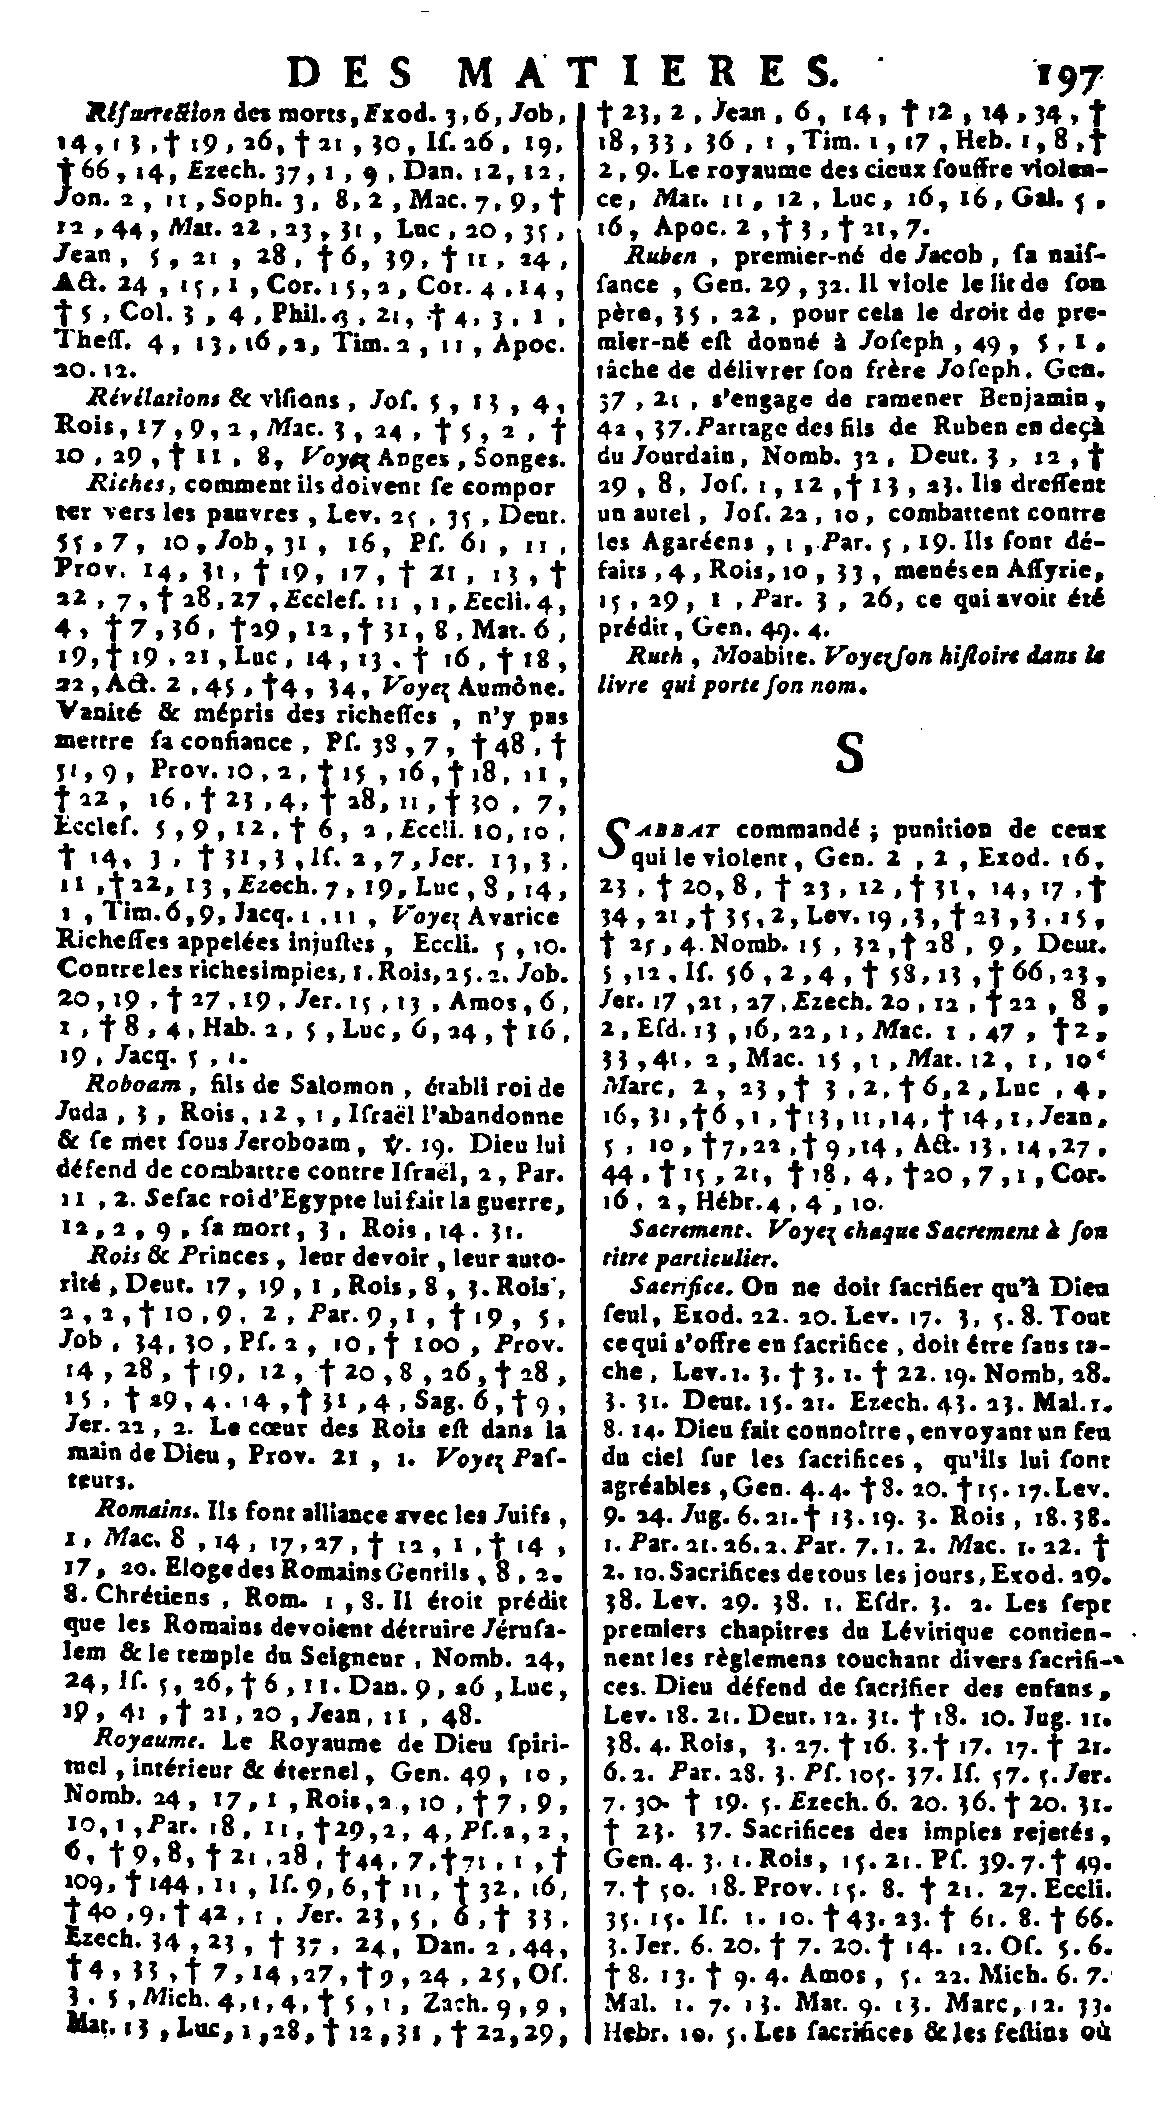 DES MATIERES. 197
Réſurrection des morts, Exod. 3, 6, Job,
14, 13, † 19, 26, † 21, 30, Iſ. 26, 19,
† 66, 14, Ezech. 37, 1, 9, Dan. 12, 12,
Jon. 2, 11, Soph. 3, 8, 2, Mac. 7, 9, †
12, 44, Mat. 22, 23, 31, Luc, 20, 35,
Jean, 5, 21, 28, † 6, 39, † 11, 24,
Act. 24, 15, 1, Cor. 15, 2, Cor. 4, 14,
† 5, Col. 3, 4, Phil. 3, 21, † 4, 3, 1,
Theſſ. 4, 13, 16, 2, Tim. 2, 11, Apoc.
20. 12.
Révélations & viſions, Joſ. 5, 13, 4,
Rois, 17, 9, 2, Mac. 3, 24, † 5, 2, †
10, 29, † 11, 8, Voyez Anges, Songes.
Riches, comment ils doivent ſe compor
ter vers les pauvres, Lev. 25, 35, Deut.
55, 7, 10, Job, 31, 16, Pſ. 61, 11,
Prov. 14, 31, † 19, 17, † 21, 13, †
22, 7, † 28, 27, Eccleſ. 11, 1, Eccli. 4,
4, † 7, 36, † 29, 12, † 31, 8, Mat. 6,
19, † 19, 21, Luc, 14, 13. † 16, † 18,
22, Act. 2, 45, † 4, 34, Voyez Aumône.
Vanité & mépris des richeſſes, n'y pas
mettre ſa confiance, Pſ. 38, 7, † 48, †
51, 9, Prov. 10, 2, † 15, 16, † 18, 11,
† 22, 16, † 23, 4, † 28, 11, † 30, 7,
Eccleſ. 5, 9, 12, † 6, 2, Eccli. 10, 10,
† 14, 3, † 31, 3, Iſ. 2, 7, Jer. 13, 3,
11, † 22, 13, Ezech. 7, 19, Luc, 8, 14,
1, Tim. 6, 9, Jacq. 1, 11, Voyez Avarice
Richeſſes appelées injuſtes, Eccli. 5, 10.
Contre les riches impies, 1. Rois, 25. 2. Job.
20, 19, † 27, 19, Jer. 15, 13, Amos, 6,
1, † 8, 4, Hab. 2, 5, Luc, 6, 24, † 16,
19, Jacq. 5, 1.
Roboam, fils de Salomon, établi roi de
Juda, 3, Rois, 12, 1, Iſraël l'abandonne
& ſe met ſous Jeroboam, ℣. 19. Dieu lui
défend de combattre contre Iſraël, 2, Par.
11, 2. Seſac roi d'Egypte lui fait la guerre,
12, 2, 9, ſa mort, 3, Rois, 14. 31.
Rois & Princes, leur devoir, leur auto-
rité, Deut. 17, 19, 1, Rois, 8, 3. Rois,
2, 2, † 10, 9. 2, Par. 9, 1, † 19, 5,
Job, 34, 30, Pſ. 2, 10, † 100, Prov.
14, 28, † 19, 12, † 20, 8, 26, † 28,
15, † 29, 4. 14, † 31, 4, Sag. 6, † 9,
Jer. 22, 2. Le cœur des Rois eſt dans la
main de Dieu, Prov. 21, 1. Voyez Paſ-
teurs.
Romains. Ils font alliance avec les Juifs,
1, Mac. 8, 14, 17, 27, † 12, 1, † 14,
17, 20. Eloge des Romains Gentils, 8, 2.
8. Chrétiens, Rom. 1, 8. Il étoit prédit
que les Romains devoient détruire Jéruſa-
lem & le temple du Seigneur, Nomb. 24,
24, Iſ. 5, 26, † 6, 11. Dan. 9, 26, Luc,
19, 41, † 21, 20, Jean, 11, 48.
Royaume. Le Royaume de Dieu ſpiri-
tuel, intérieur & éternel, Gen. 49, 10,
Nomb. 24, 17, 1, Rois, 2, 10, † 7, 9,
10, 1, Par. 18, 11, † 29, 2, 4, Pſ. 2, 2,
6, † 9, 8, † 21, 28, † 44, 7, † 71, 1, †
109, † 144, 11, Iſ. 9, 6, † 11, † 32, 16,
† 40, 9. † 42, 1, Jer. 23, 5, 6, † 33,
Ezech. 34, 23, † 37, 24, Dan. 2, 44,
† 4, 33, † 7, 14, 27, † 9, 24, 25, Oſ.
3. 5, Mich. 4, 1, 4, † 5, 1, Zach. 9, 9,
Mat. 13, Luc, 1, 28, † 12, 31, † 22, 29,
† 23, 2, Jean, 6, 14, † 12, 14, 34, †
18, 33, 36, 1, Tim. 1, 17, Heb. 1, 8, †
2, 9. Le royaume des cieux ſouffre violen-
ce, Mat. 11, 12, Luc, 16, 16, Gal. 5,
16, Apoc. 2, † 3, † 21, 7.
Ruben, premier-né de Jacob, ſa naiſ-
ſance, Gen. 29, 32. Il viole le lit de ſon
père, 35, 22, pour cela le droit de pre-
mier-né eſt donné à Joſeph, 49, 5, 1,
tâche de délivrer ſon frère Joſeph. Gen.
37, 21, s'engage de ramener Benjamin,
42, 37. Partage des fils de Ruben en deçà
du Jourdain, Nomb. 32, Deut. 3, 12, †
29, 8, Joſ. 1, 12, † 13, 23. Ils dreſſent
un autel, Joſ. 22, 10, combattent contre
les Agaréens, 1, Par. 5, 19. Ils ſont dé-
faits, 4, Rois, 10, 33, menés en Aſſyrie,
15, 29, 1, Par. 3, 26, ce qui avoit été
prédit, Gen. 49. 4.
Ruth, Moabite. Voyez ſon hiſtoire dans le
livre qui porte ſon nom.
S
SABBAT commandé; punition de ceux
qui le violent, Gen. 2, 2, Exod. 16,
23, † 20, 8, † 23, 12, † 31, 14, 17, †
34, 21, † 35, 2, Lev. 19, 3, † 23, 3, 15,
† 25, 4. Nomb. 15, 32, † 28, 9, Deut.
5, 12, Iſ. 56, 2, 4, † 58, 13, † 66, 23,
Jer. 17, 21, 27, Ezech. 20, 12, † 22, 8,
2, Eſd. 13, 16, 22, 1, Mac. 1, 47, † 2,
33, 41, 2, Mac. 15, 1, Mat. 12, 1, 10
Marc, 2, 23, † 3, 2, † 6, 2, Luc, 4,
16, 31, † 6, 1, † 13, 11, 14, † 14, 1, Jean,
5, 10, † 7, 22, † 9, 14, Act. 13, 14, 27,
44, † 15, 21, † 18, 4, † 20, 7, 1, Cor.
16, 2, Hébr. 4, 4, 10.
Sacrement. Voyez chaque Sacrement à ſon
titre particulier.
Sacrifice. On ne doit ſacrifier qu'à Dieu
ſeul, Exod. 22. 20. Lev. 17. 3, 5. 8. Tout
ce qui s'offre en ſacrifice, doit être ſans ta-
che, Lev. 1. 3. † 3. 1. † 22. 19. Nomb, 28.
3. 31. Deut. 15. 21. Ezech. 43. 23. Mal. 1.
8. 14. Dieu fait connoître, envoyant un feu
du ciel ſur les ſacrifices, qu'ils lui ſont
agréables, Gen. 4. 4. † 8. 20. † 15. 17. Lev.
9. 24. Jug. 6. 21. † 13. 19. 3. Rois, 18. 38.
1. Par. 21. 26. 2. Par. 7. 1. 2. Mac. 1. 22. †
2. 10. Sacrifices de tous les jours, Exod. 29.
38. Lev. 29. 38. 1. Eſdr. 3. 2. Les ſept
premiers chapitres du Lévitique contien-
nent les règlemens touchant divers ſacrifi-
ces. Dieu défend de ſacrifier des enfans,
Lev. 18. 21. Deut. 12. 31. † 18. 10. Jug. 11.
38. 4. Rois, 3. 27. † 16. 3. † 17. 17. † 21.
6. 2. Par. 28. 3. Pſ. 105. 37. Iſ. 57. 5. Jer.
7. 30. † 19. 5. Ezech. 6. 20. 36. † 20. 31.
† 23. 37. Sacrifices des impies rejetés,
Gen. 4. 3. 1. Rois, 15. 21. Pſ. 39. 7. † 49.
7. † 50. 18. Prov. 15. 8. † 21. 27. Eccli.
35. 15. Iſ. 1. 10. † 43. 23. † 61. 8. † 66.
3. Jer. 6. 20. † 7. 20. † 14. 12. Oſ. 5. 6.
† 8. 13. † 9. 4. Amos, 5. 22. Mich. 6. 7.
Mal. 1. 7. 13. Mat. 9. 13. Marc, 12. 33.
Hebr. 10. 5. Les ſacrifices & les feſtins où